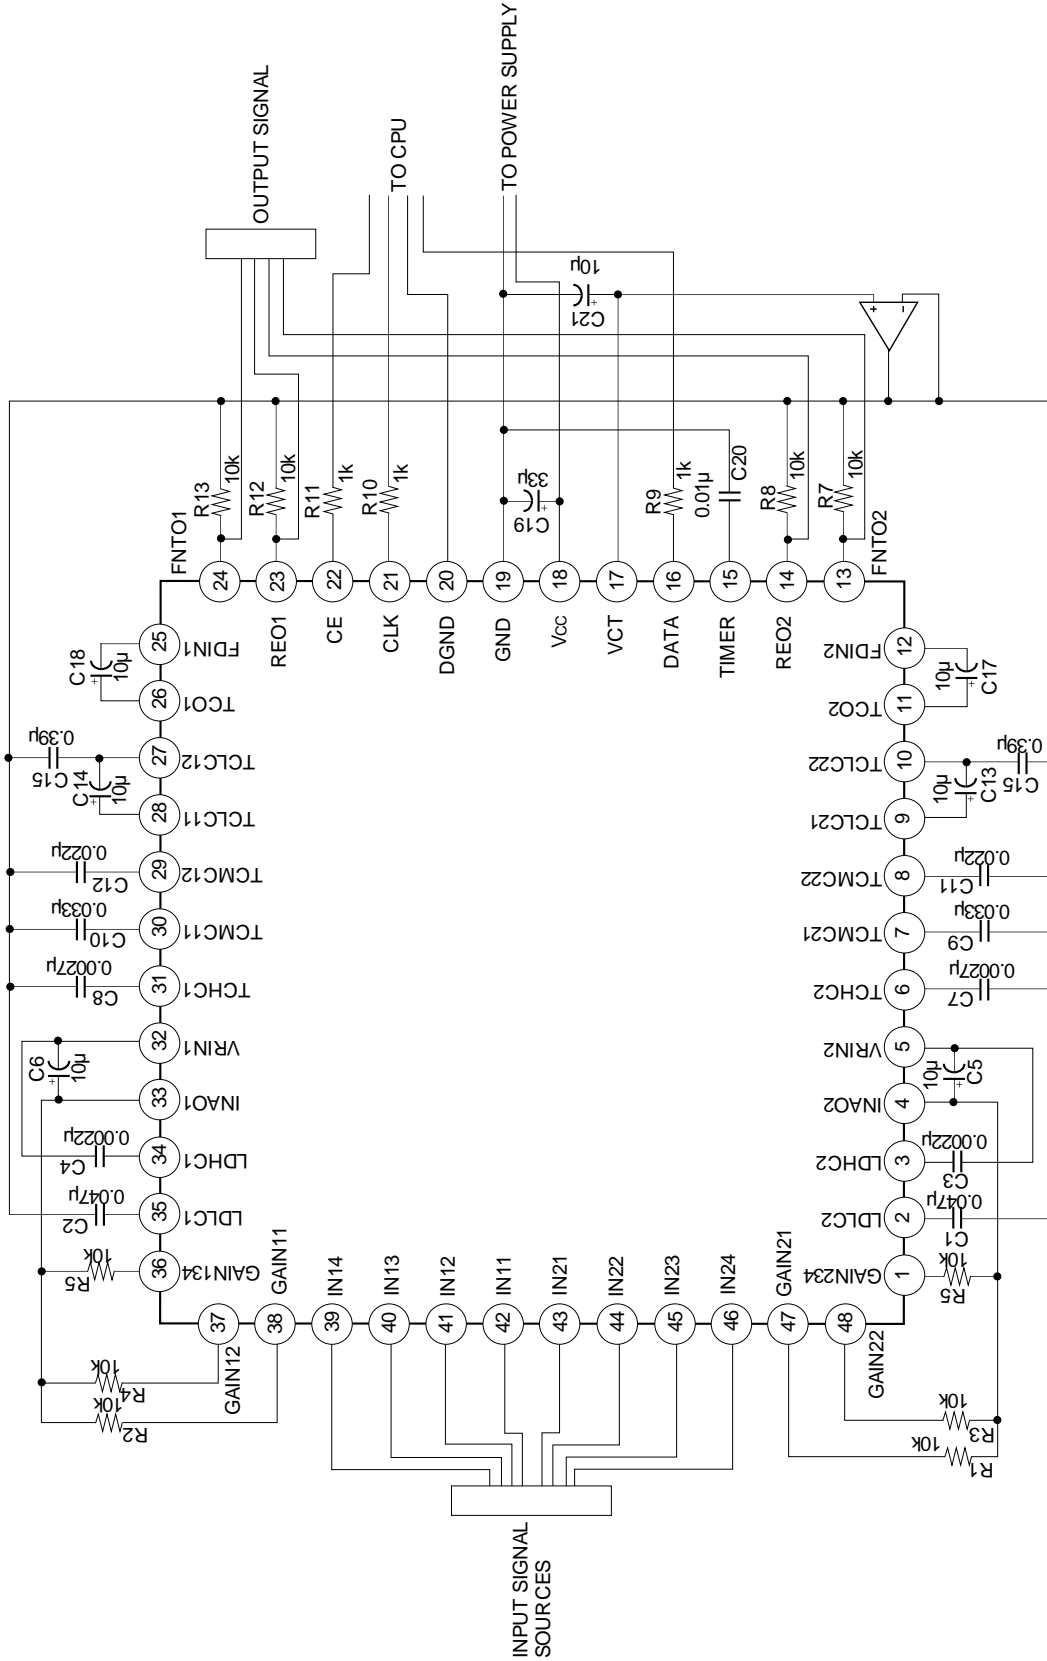 OUTPUT SIGNAL
TO CPU
TO POWER SUPPLY
FNTO1
24
R13
10k
REO1
23
R12
10k
CE
22
R11
1k
CLK
21
R10
1k
DGND
20
GND
19
C19
33µ
Vcc
18
VCT
17
C21
10µ
+
DATA
16
R9
1k
TIMER
15
0.01µ
C20
REO2
14
R8
10k
FNTO2
13
R7
10k
+
−
25
FDIN1
C18
10µ
+
26
TCO1
27
TCLC12
C15
0.39µ
C14
10µ
+
28
TCLC11
29
TCMC12
C12
0.022µ
30
TCMC11
C10
0.033µ
31
TCHC1
C8
0.0027µ
32
VRIN1
C6
10µ
+
33
INAO1
34
LDHC1
C4
0.0022µ
35
LDLC1
C2
0.047µ
36
GAIN134
R5
10k
12
FDIN2
C17
10µ
+
11
TCO2
10
TCLC22
C15
0.39µ
C13
10µ
+
9
TCLC21
8
TCMC22
C11
0.022µ
7
TCMC21
C9
0.033µ
6
TCHC2
C7
0.0027µ
5
VRIN2
C5
10µ
+
4
INAO2
3
LDHC2
C3
0.0022µ
2
LDLC2
C1
0.047µ
1
GAIN234
R5
10k
37
GAIN12
R4
10k
38
GAIN11
R2
10k
39
IN14
40
IN13
41
IN12
42
IN11
43
IN21
44
IN22
45
IN23
46
IN24
47
GAIN21
R1
10k
48
GAIN22
R3
10k
INPUT SIGNAL
SOURCES